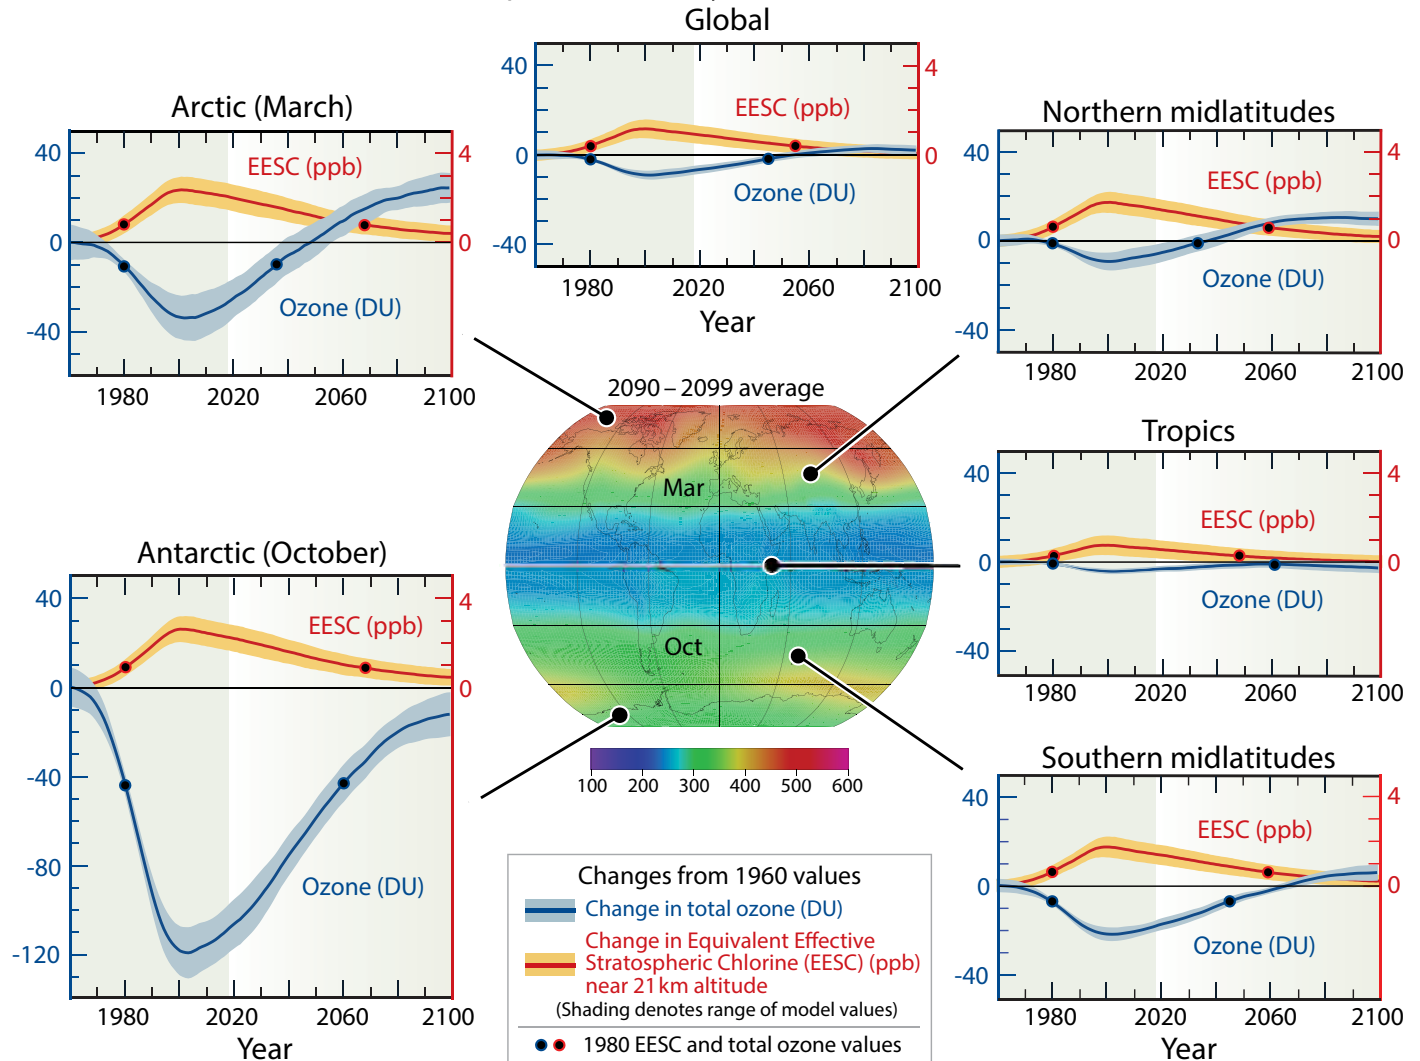 Global
40
0
-40
4
0
EESC (ppb)
Ozone (DU)
1980
2020
2060
2100
Year
Arctic (March)
40
0
-40
4
2
0
EESC (ppb)
Ozone (DU)
1980
2020
2060
2100
Northern midlatitudes
40
0
-40
4
2
0
EESC (ppb)
Ozone (DU)
1980
2020
2060
2100
2090 – 2099 average
Mar
Oct
100
200
300
400
500
600
Tropics
40
0
-40
4
2
0
EESC (ppb)
Ozone (DU)
1980
2020
2060
2100
Antarctic (October)
40
0
-40
-80
-120
4
2
0
EESC (ppb)
Ozone (DU)
1980
2020
2060
2100
Year
Southern midlatitudes
40
0
-40
4
2
0
EESC (ppb)
Ozone (DU)
1980
2020
2060
2100
Year
Changes from 1960 values
Change in total ozone (DU)
Change in Equivalent Effective
Stratospheric Chlorine (EESC) (ppb)
near 21 km altitude
(Shading denotes range of model values)
1980 EESC and total ozone values